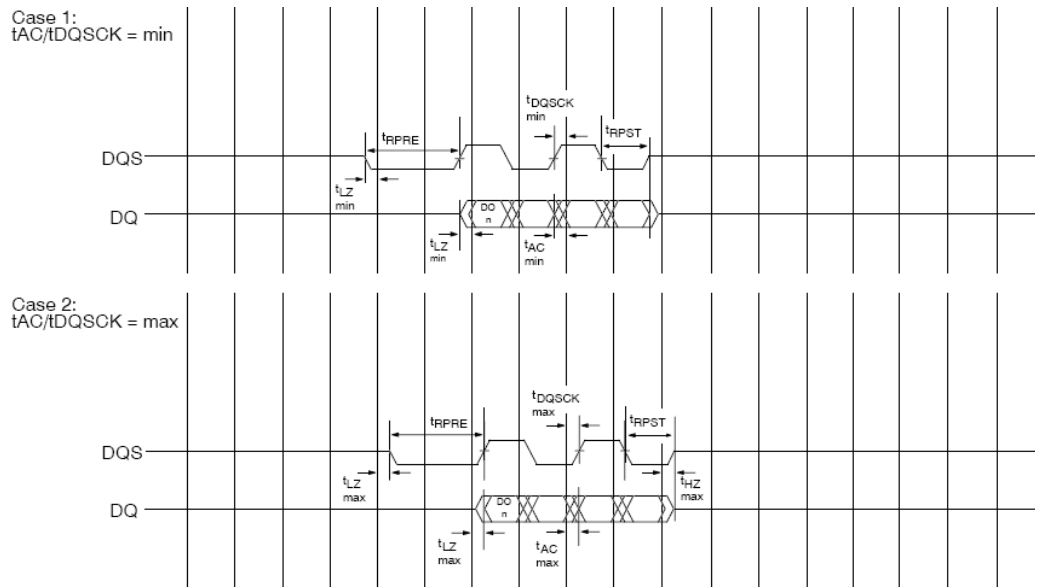 Case 1:
tAC/tDQSCK = min
tDQSCK
min
tRPRE
tRPST
DQS
tLZ
min
DQ
DO
n
tLZ
min
tAC
min
Case 2:
tAC/tDQSCK = max
tDQSCK
max
tRPRE
tRPST
DQS
tLZ
max
tHZ
max
DQ
DO
n
tLZ
max
tAC
max